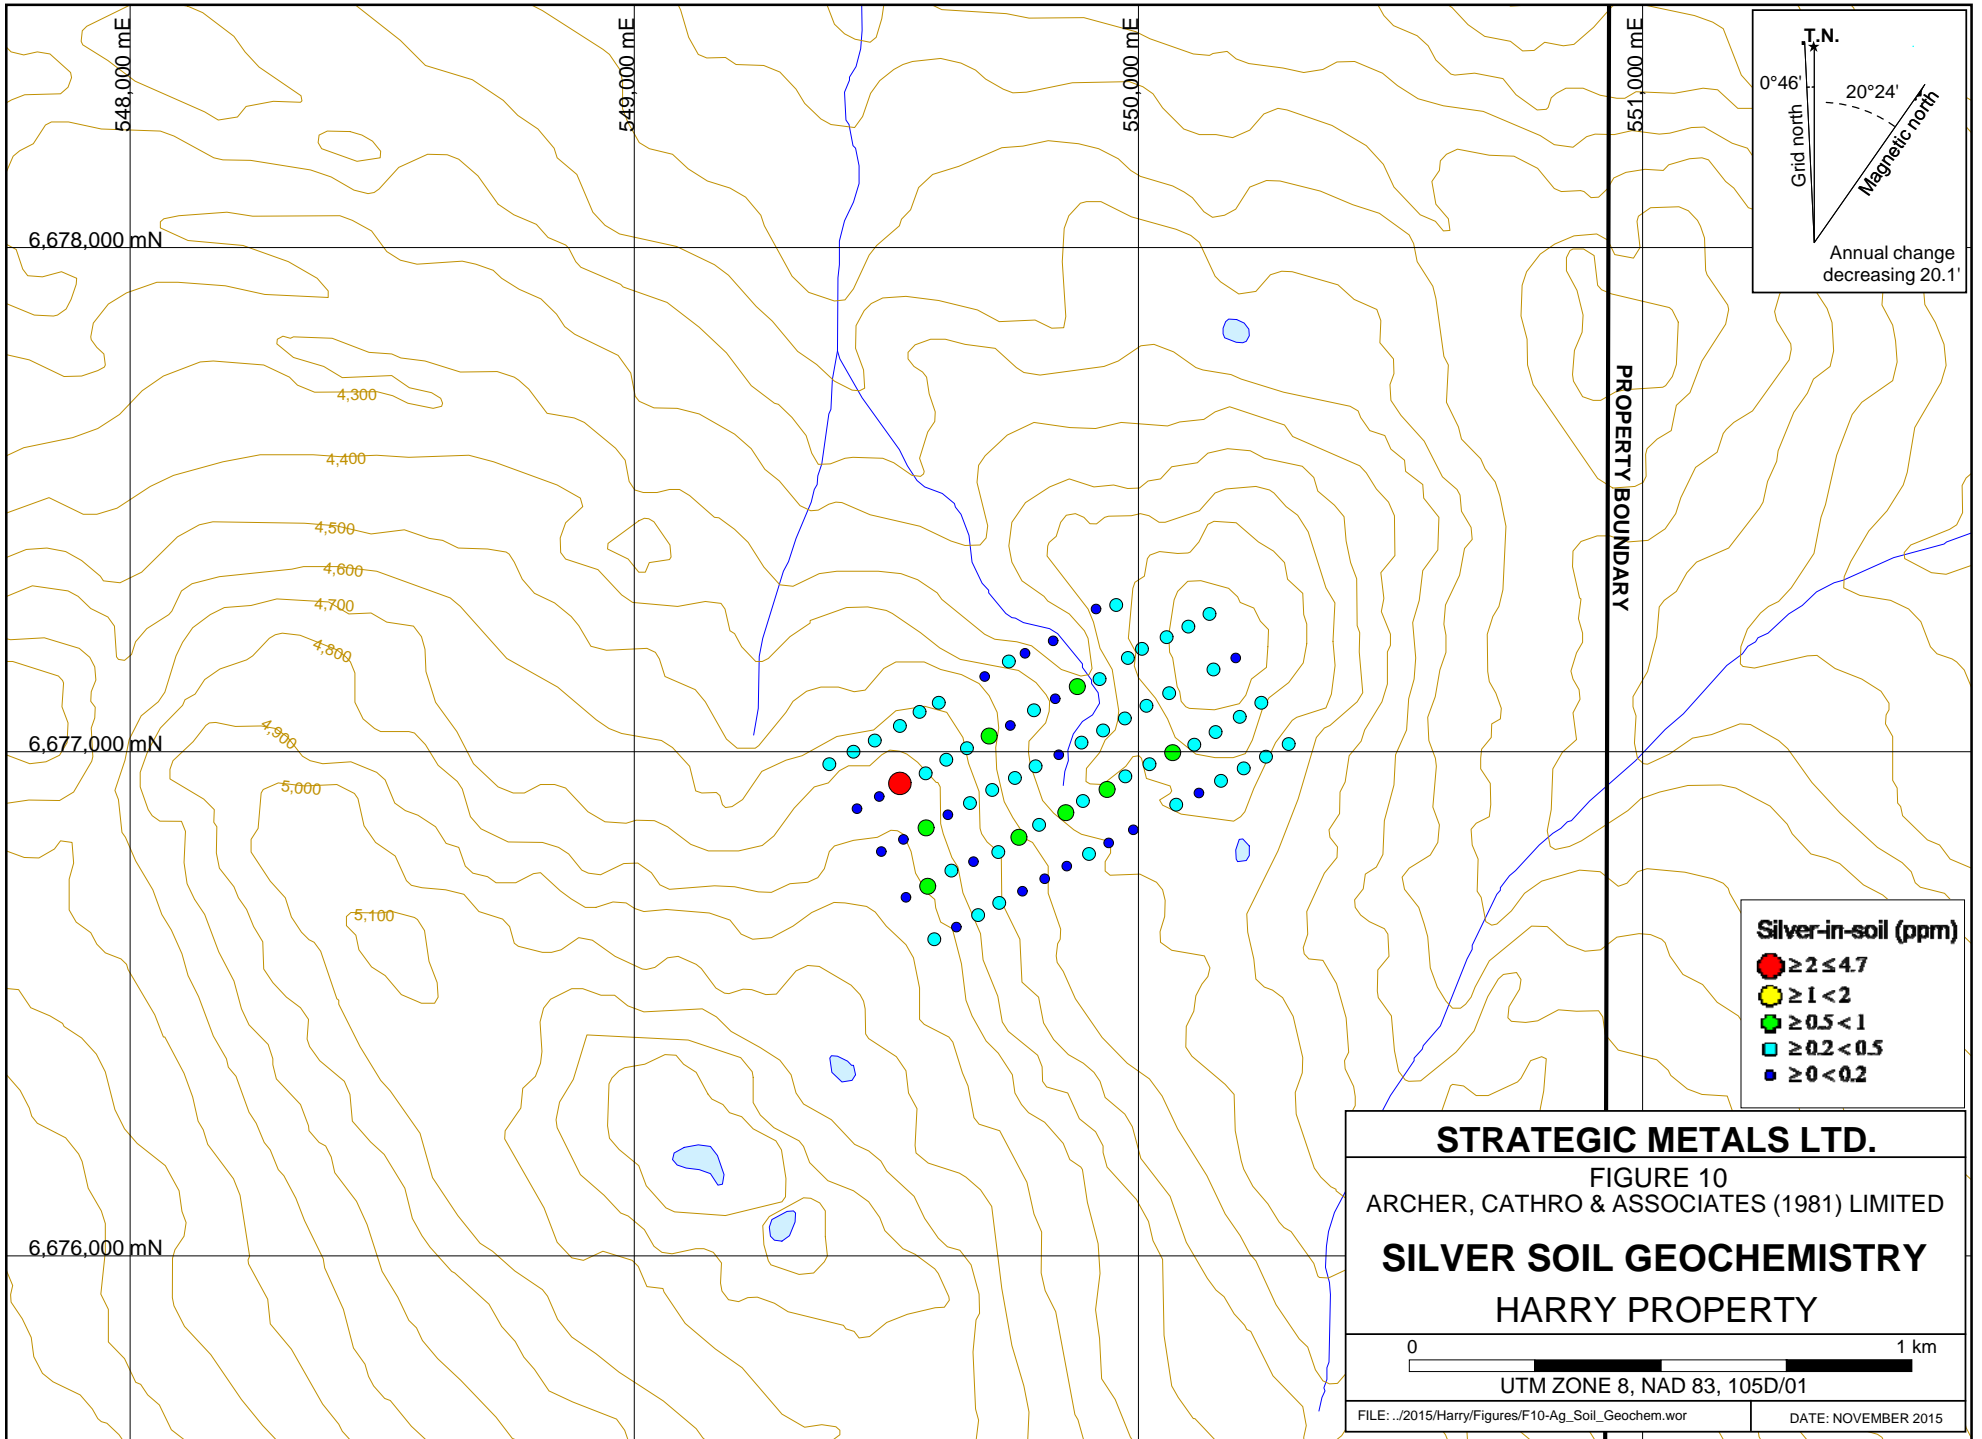 548,000 mE
549,000 mE
550,000 mE
551,000 mE
T.N.
0°46'
20°24'
Grid north
Magnetic north
Annual change
decreasing 20.1'
6,678,000 mN
4,300
4,400
4,500
4,600
4,700
4,800
4,900
5,000
5,100
PROPERTY BOUNDARY
6,677,000 mN
6,676,000 mN
Silver-in-soil (ppm)
≥ 2 ≤ 4.7
≥ 1 < 2
≥ 0.5 < 1
≥ 0.2 < 0.5
≥ 0 < 0.2
STRATEGIC METALS LTD.
FIGURE 10
ARCHER, CATHRO & ASSOCIATES (1981) LIMITED
SILVER SOIL GEOCHEMISTRY
HARRY PROPERTY
0 1 km
UTM ZONE 8, NAD 83, 105D/01
FILE: ../2015/Harry/Figures/F10-Ag_Soil_Geochem.wor
DATE: NOVEMBER 2015